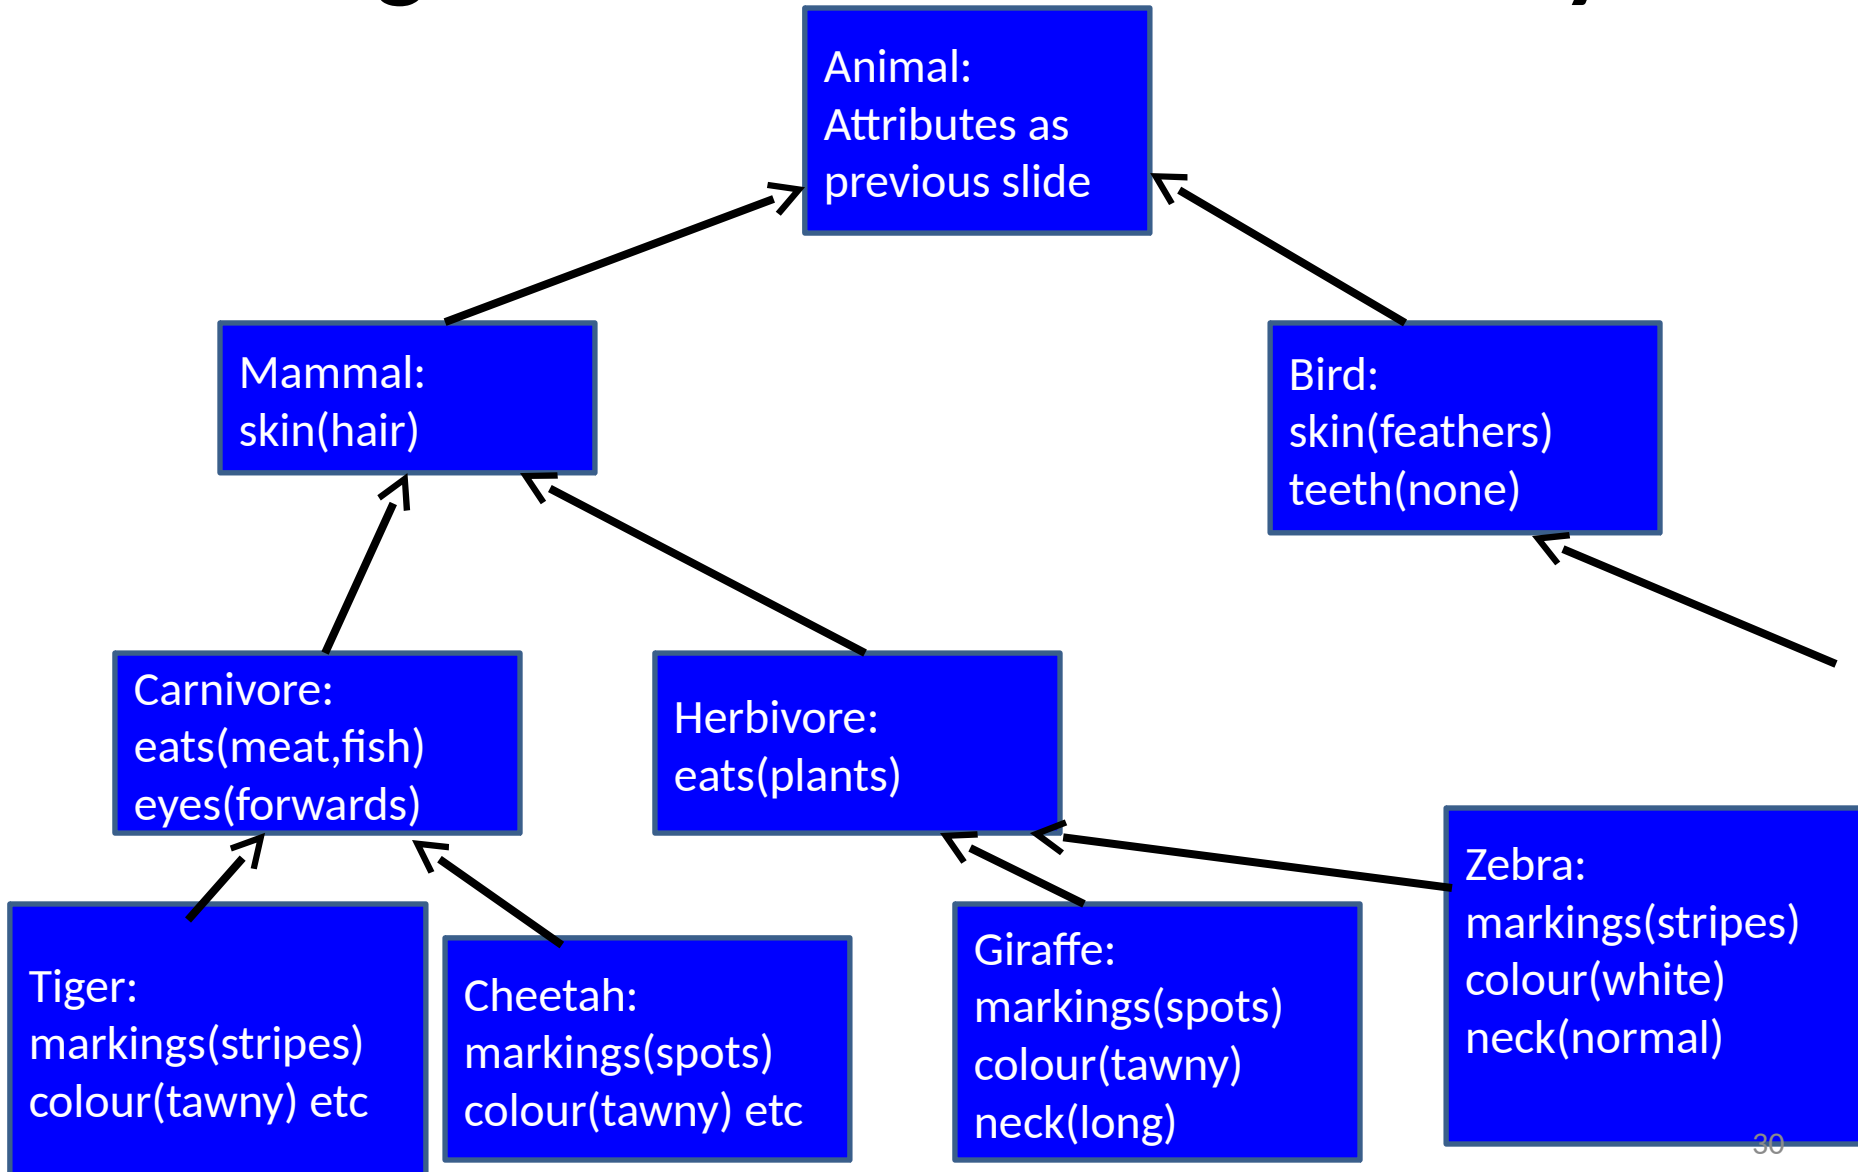 Animal:
Attributes as
previous slide
Mammal:
skin(hair)
Bird:
skin(feathers)
teeth(none)
Carnivore:
eats(meat,fish)
eyes(forwards)
Herbivore:
eats(plants)
Tiger:
markings(stripes)
colour(tawny) etc
Cheetah:
markings(spots)
colour(tawny) etc
Giraffe:
markings(spots)
colour(tawny)
neck(long)
Zebra:
markings(stripes)
colour(white)
neck(normal)
30